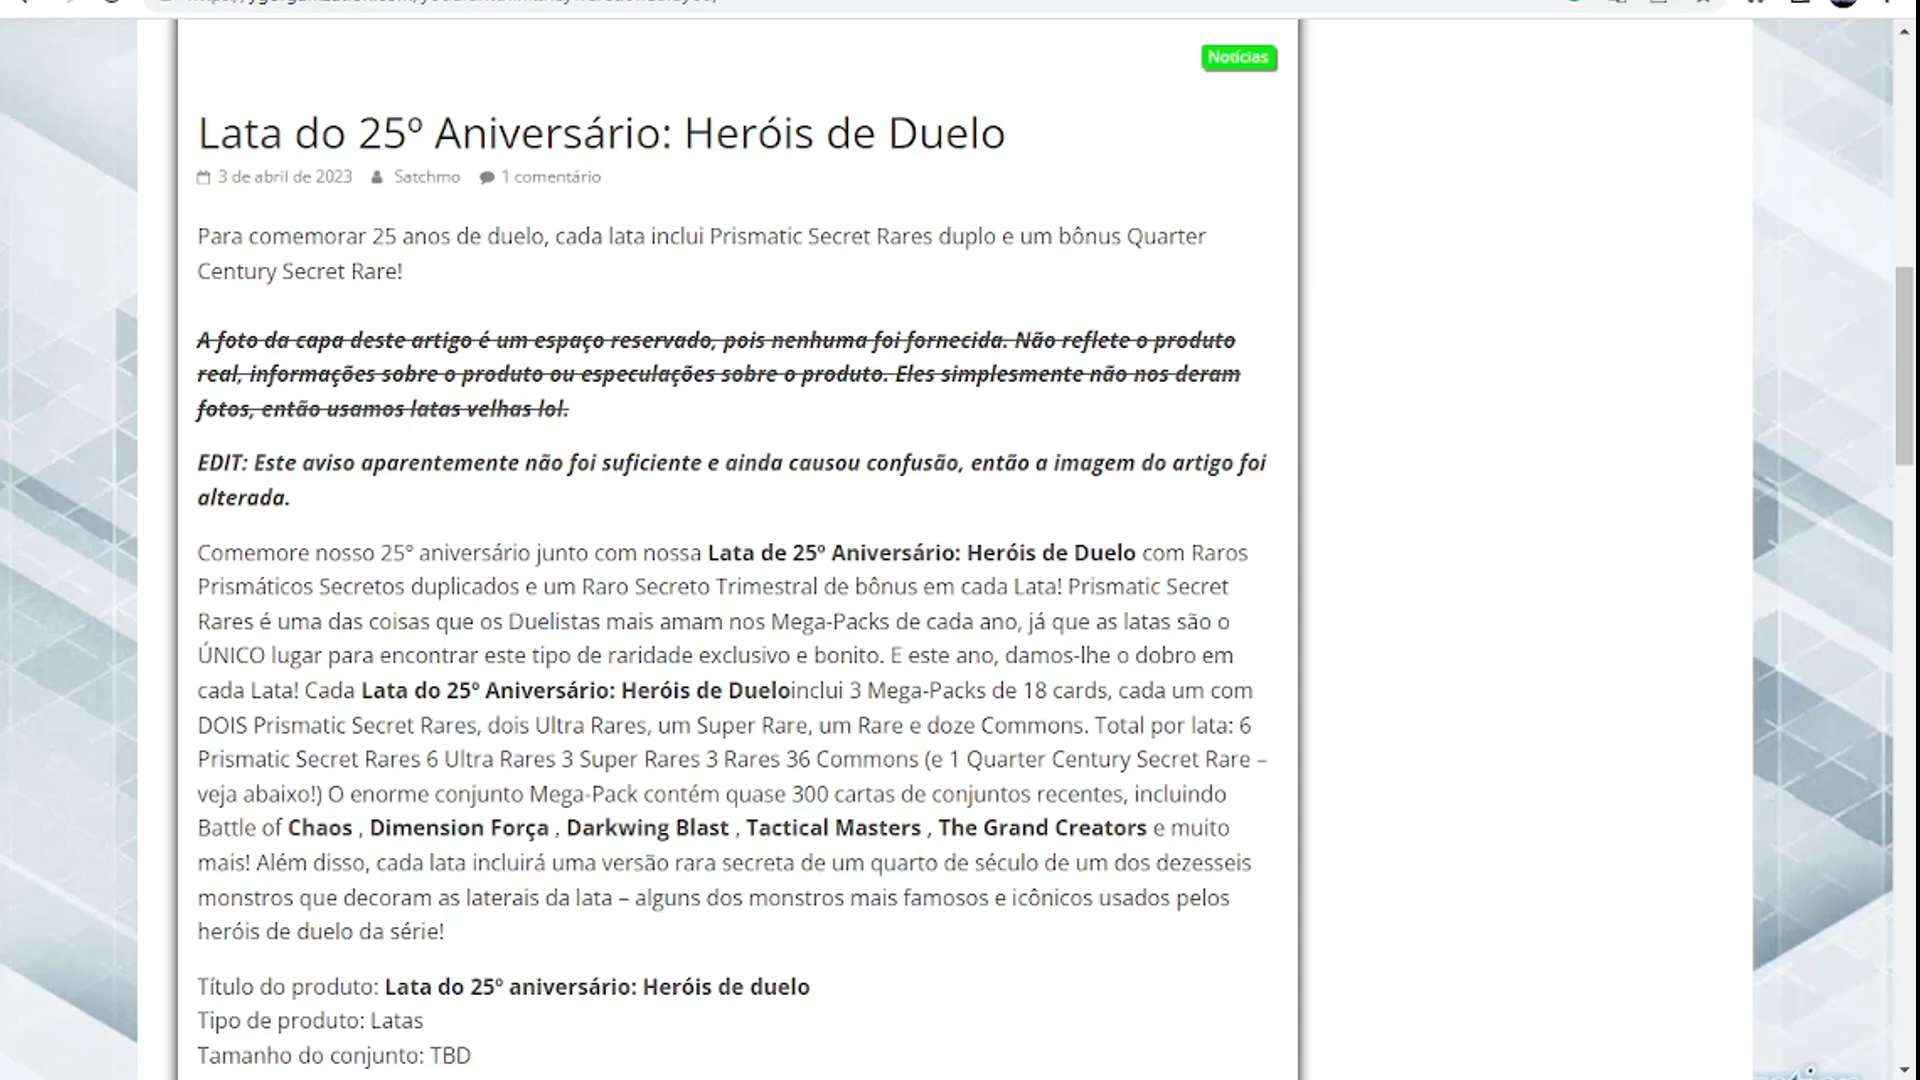 Notícias
Lata do 25º Aniversário: Heróis de Duelo
3 de abril de 2023 Satchmo 1 comentário
Para comemorar 25 anos de duelo, cada lata inclui Prismatic Secret Rares duplo e um bônus Quarter
Century Secret Rare!
A foto da capa deste artigo é um espaço reservado, pois nenhuma foi fornecida. Não reflete o produto
real, informações sobre o produto ou especulações sobre o produto. Eles simplesmente não nos deram
fotos, então usamos latas velhas lol.
EDIT: Este aviso aparentemente não foi suficiente e ainda causou confusão, então a imagem do artigo foi
alterada.
Comemore nosso 25º aniversário junto com nossa Lata de 25º Aniversário: Heróis de Duelo com Raros
Prismáticos Secretos duplicados e um Raro Secreto Trimestral de bônus em cada Lata! Prismatic Secret
Rares é uma das coisas que os Duelistas mais amam nos Mega-Packs de cada ano, já que as latas são o
ÚNICO lugar para encontrar este tipo de raridade exclusivo e bonito. E este ano, damos-lhe o dobro em
cada Lata! Cada Lata do 25º Aniversário: Heróis de Dueloinclui 3 Mega-Packs de 18 cards, cada um com
DOIS Prismatic Secret Rares, dois Ultra Rares, um Super Rare, um Rare e doze Commons. Total por lata: 6
Prismatic Secret Rares 6 Ultra Rares 3 Super Rares 3 Rares 36 Commons (e 1 Quarter Century Secret Rare –
veja abaixo!) O enorme conjunto Mega-Pack contém quase 300 cartas de conjuntos recentes, incluindo
Battle of Chaos , Dimension Força , Darkwing Blast , Tactical Masters , The Grand Creators e muito
mais! Além disso, cada lata incluirá uma versão rara secreta de um quarto de século de um dos dezesseis
monstros que decoram as laterais da lata – alguns dos monstros mais famosos e icônicos usados pelos
heróis de duelo da série!
Título do produto: Lata do 25º aniversário: Heróis de duelo
Tipo de produto: Latas
Tamanho do conjunto: TBD